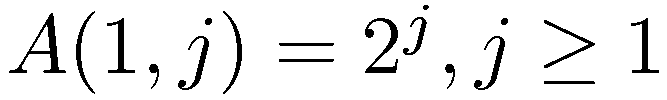 A(1, j) = 2^j, j ≥ 1